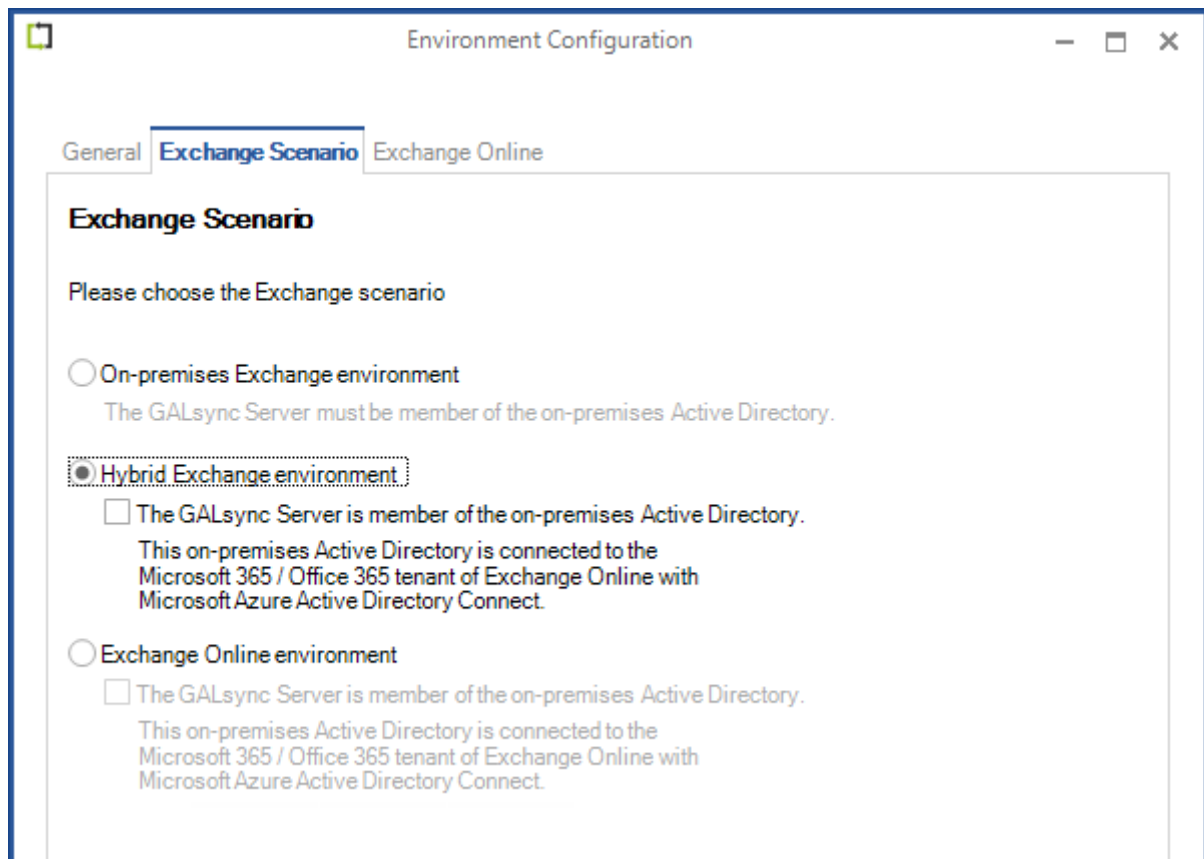 Environment Configuration
General Exchange Scenario Exchange Online
Exchange Scenario
Please choose the Exchange scenario
On-premises Exchange environment
The GALsync Server must be member of the on-premises Active Directory.
Hybrid Exchange environment
The GALsync Server is member of the on-premises Active Directory.
This on-premises Active Directory is connected to the
Microsoft 365 / Office 365 tenant of Exchange Online with
Microsoft Azure Active Directory Connect.
Exchange Online environment
The GALsync Server is member of the on-premises Active Directory.
This on-premises Active Directory is connected to the
Microsoft 365 / Office 365 tenant of Exchange Online with
Microsoft Azure Active Directory Connect.